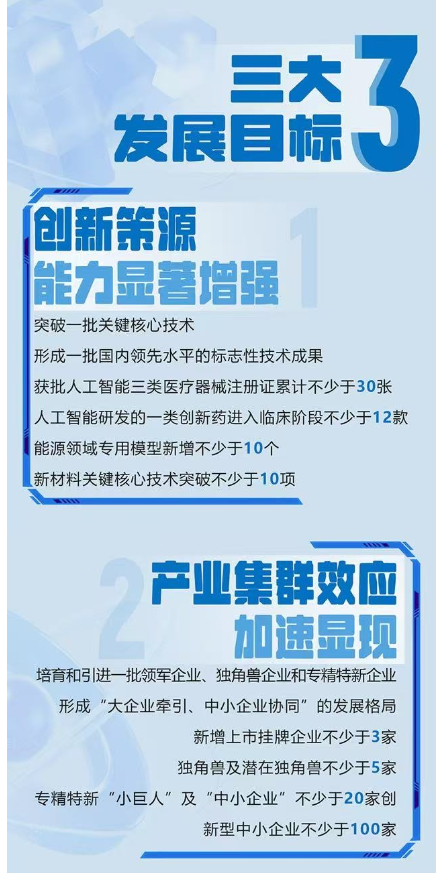 三大
发展目标
3
1
创新策源
能力显著增强
突破一批关键核心技术
形成一批国内领先水平的标志性技术成果
获批人工智能三类医疗器械注册证累计不少于30张
人工智能研发的一类创新药进入临床阶段不少于12款
能源领域专用模型新增不少于10个
新材料关键核心技术突破不少于10项
2
产业集群效应
加速显现
培育和引进一批领军企业、独角兽企业和专精特新企业
形成“大企业牵引、中小企业协同”的发展格局
新增上市挂牌企业不少于3家
独角兽及潜在独角兽不少于5家
专精特新“小巨人”及“中小企业”不少于20家创
新型中小企业不少于100家